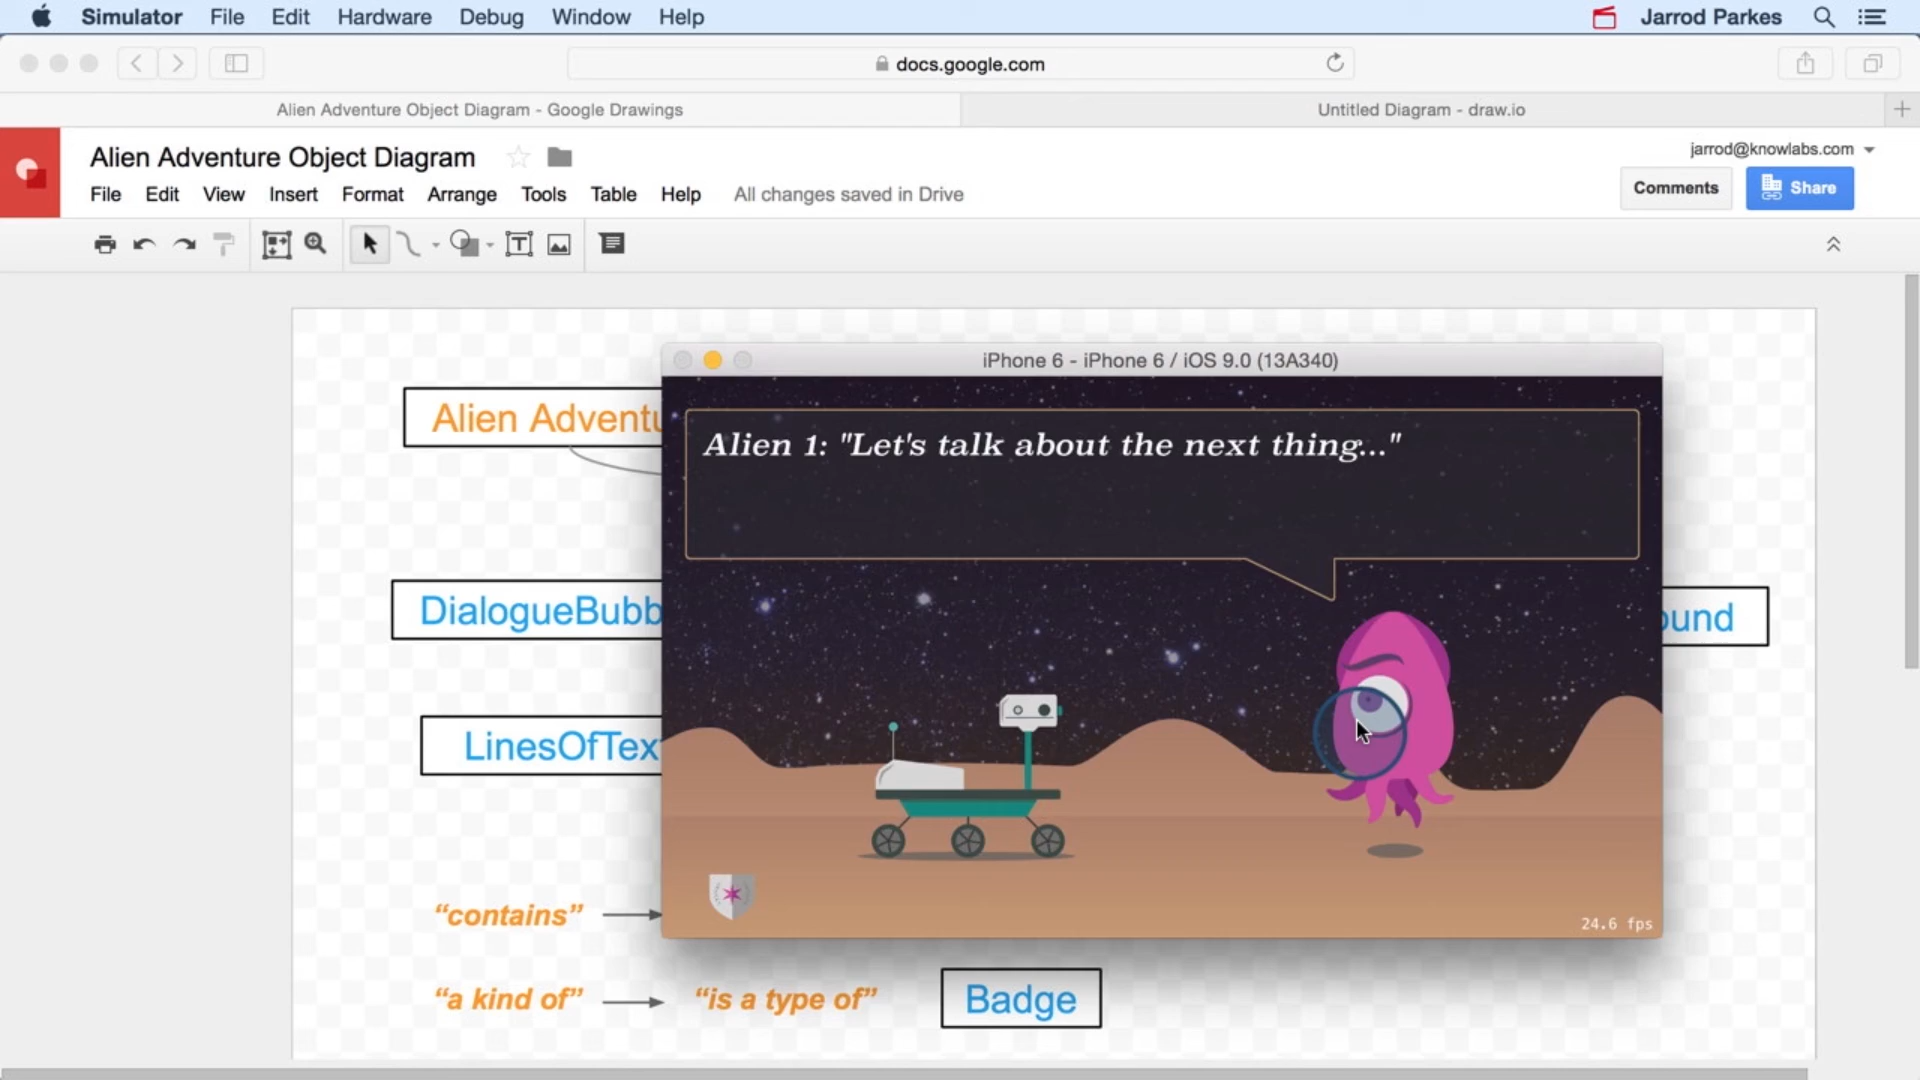 Simulator File Edit Hardware Debug Window Help Jarrod Parkes
docs.google.com
Alien Adventure Object Diagram - Google Drawings Untitled Diagram - draw.io
Alien Adventure Object Diagram jarrod@knowlabs.com
File Edit View Insert Format Arrange Tools Table Help All changes saved in Drive Comments Share
iPhone 6 - iPhone 6 / iOS 9.0 (13A340)
Alien Adventu
Alien 1: "Let's talk about the next thing..."
DialogueBubb ound
LinesOfText
“contains”
24.6 fps
“a kind of” “is a type of” Badge